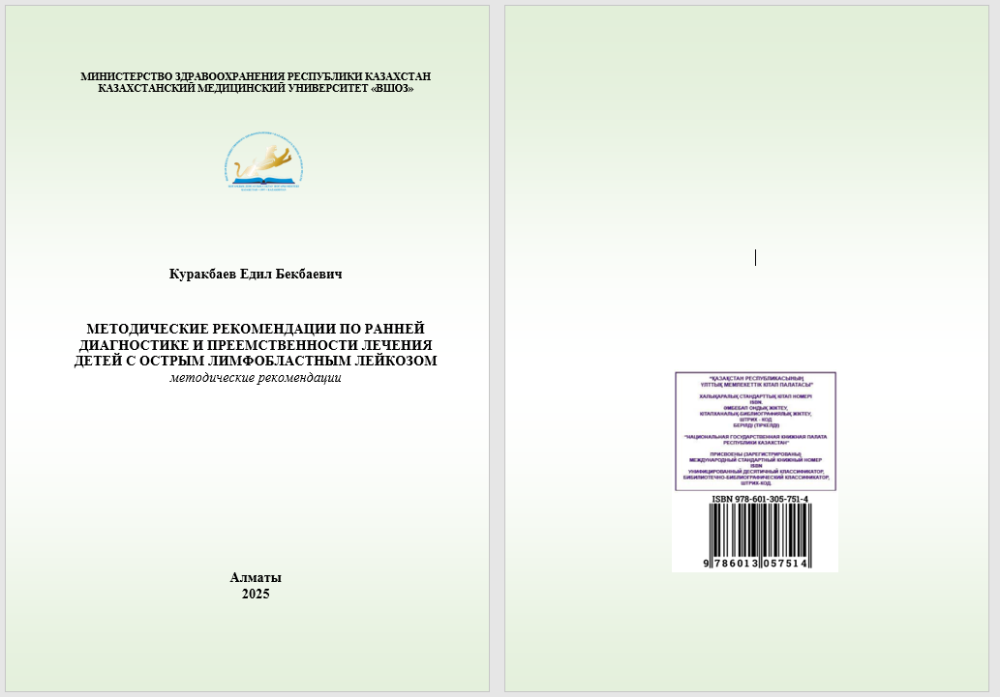 МИНИСТЕРСТВО ЗДРАВООХРАНЕНИЯ РЕСПУБЛИКИ КАЗАХСТАН
КАЗАХСТАНСКИЙ МЕДИЦИНСКИЙ УНИВЕРСИТЕТ «ВШОЗ»
Куракбаев Едил Бекбаевич
МЕТОДИЧЕСКИЕ РЕКОМЕНДАЦИИ ПО РАННЕЙ
ДИАГНОСТИКЕ И ПРЕЕМСТВЕННОСТИ ЛЕЧЕНИЯ
ДЕТЕЙ С ОСТРЫМ ЛИМФОБЛАСТНЫМ ЛЕЙКОЗОМ
методические рекомендации
Алматы
2025
"ҚАЗАҚСТАН РЕСПУБЛИКАСЫНЫҢ
ҰЛТТЫҚ МЕМЛЕКЕТТІК КІТАП ПАЛАТАСЫ"
ХАЛЫҚАРАЛЫҚ СТАНДАРТТЫҚ КІТАП НОМЕРІ
ISBN,
ӘМБЕБАП ОНДЫҚ ЖІКТЕУ,
КІТАПХАНАЛЫҚ-БИБЛИОГРАФИЯЛЫҚ ЖІКТЕУ,
ШТРИХ - КОД
БЕРІЛДІ (ТІРКЕЛДІ)
"НАЦИОНАЛЬНАЯ ГОСУДАРСТВЕННАЯ КНИЖНАЯ ПАЛАТА
РЕСПУБЛИКИ КАЗАХСТАН"
ПРИСВОЕНЫ (ЗАРЕГИСТРИРОВАНЫ)
МЕЖДУНАРОДНЫЙ СТАНДАРТНЫЙ КНИЖНЫЙ НОМЕР
ISBN
УНИФИЦИРОВАННЫЙ ДЕСЯТИЧНЫЙ КЛАССИФИКАТОР,
БИБЛИОТЕЧНО-БИБЛИОГРАФИЧЕСКИЙ КЛАССИФИКАТОР,
ШТРИХ-КОД
ISBN 978-601-305-751-4
9 786013 057514